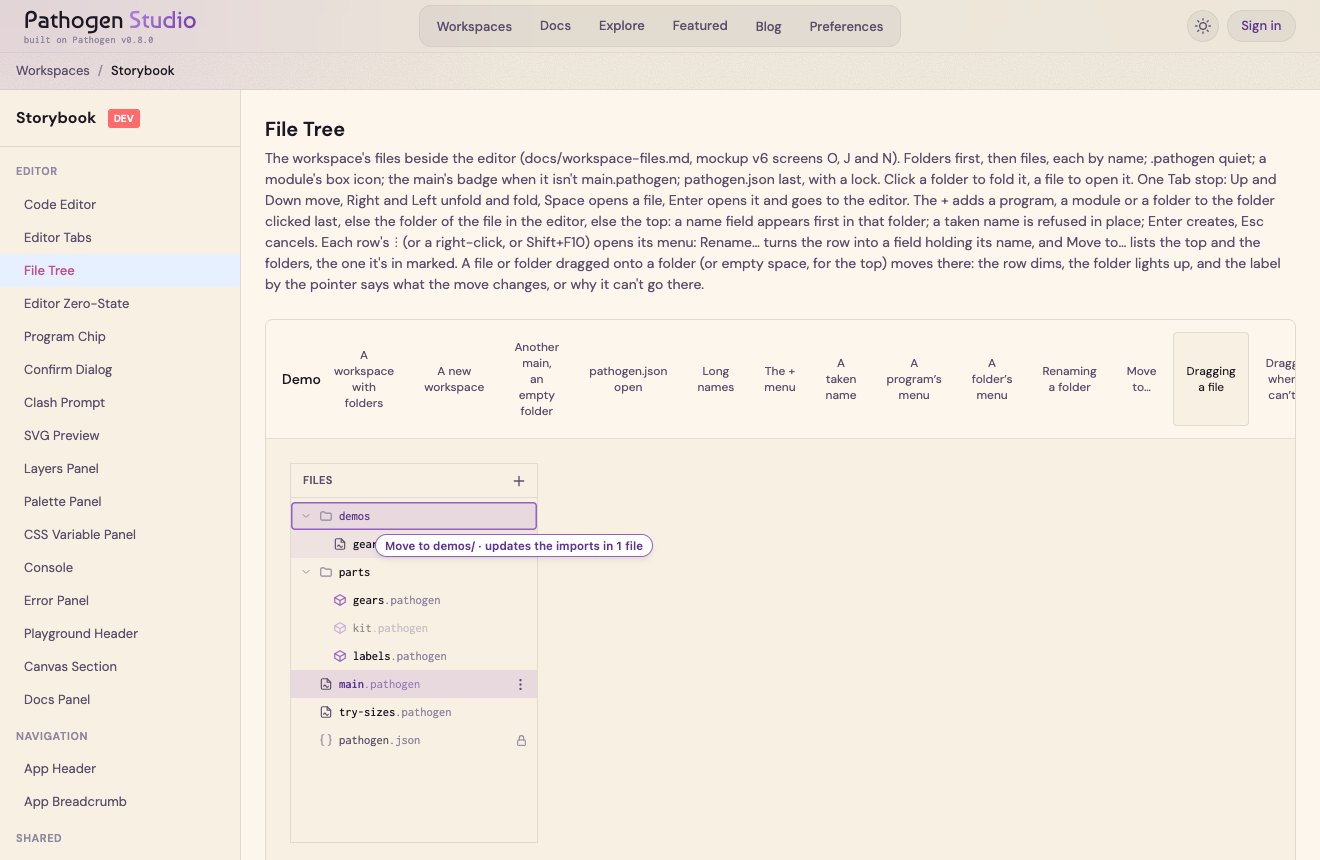 Pathogen Studio
built on Pathogen v0.8.0
Workspaces Docs Explore Featured Blog Preferences
Sign in
Workspaces / Storybook
Storybook DEV
EDITOR
Code Editor
Editor Tabs
File Tree
Editor Zero-State
Program Chip
Confirm Dialog
Clash Prompt
SVG Preview
Layers Panel
Palette Panel
CSS Variable Panel
Console
Error Panel
Playground Header
Canvas Section
Docs Panel
NAVIGATION
App Header
App Breadcrumb
SHARED
File Tree
The workspace's files beside the editor (docs/workspace-files.md, mockup v6 screens O, J and N). Folders first, then files, each by name; .pathogen quiet; a
module's box icon; the main's badge when it isn't main.pathogen; pathogen.json last, with a lock. Click a folder to fold it, a file to open it. One Tab stop: Up and
Down move, Right and Left unfold and fold, Space opens a file, Enter opens it and goes to the editor. The + adds a program, a module or a folder to the folder
clicked last, else the folder of the file in the editor, else the top: a name field appears first in that folder; a taken name is refused in place; Enter creates, Esc
cancels. Each row's ⋮ (or a right-click, or Shift+F10) opens its menu: Rename… turns the row into a field holding its name, and Move to… lists the top and the
folders, the one it's in marked. A file or folder dragged onto a folder (or empty space, for the top) moves there: the row dims, the folder lights up, and the label
by the pointer says what the move changes, or why it can't go there.
Demo
A
workspace
with
folders
A new
workspace
Another
main,
an
empty
folder
pathogen.json
open
Long
names
The +
menu
A
taken
name
A
program's
menu
A
folder's
menu
Renaming
a folder
Move
to…
Dragging
a file
Dragg
wher
can't
FILES
demos
gear
Move to demos/ · updates the imports in 1 file
parts
gears.pathogen
kit.pathogen
labels.pathogen
main.pathogen
try-sizes.pathogen
{} pathogen.json